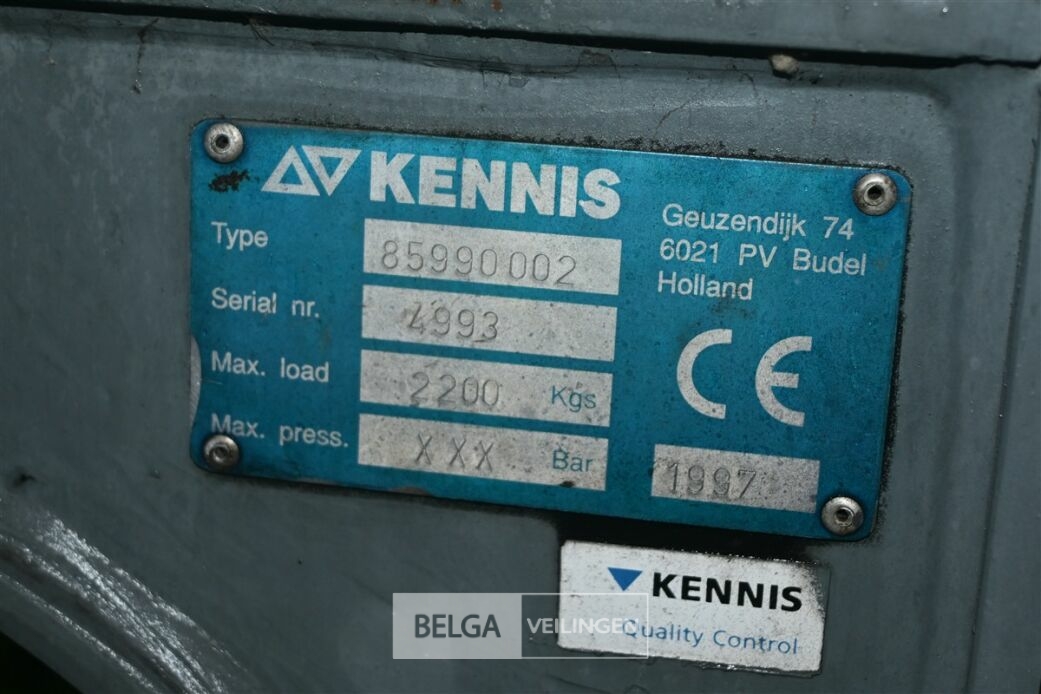 KENNIS
Geuzendijk 74
6021 PV Budel
Holland
Type 85990002
Serial nr. 4993
Max. load 2200 Kgs
Max. press. XXX Bar
CE
1997
KENNIS
Quality Control
BELGA VEILINGEN